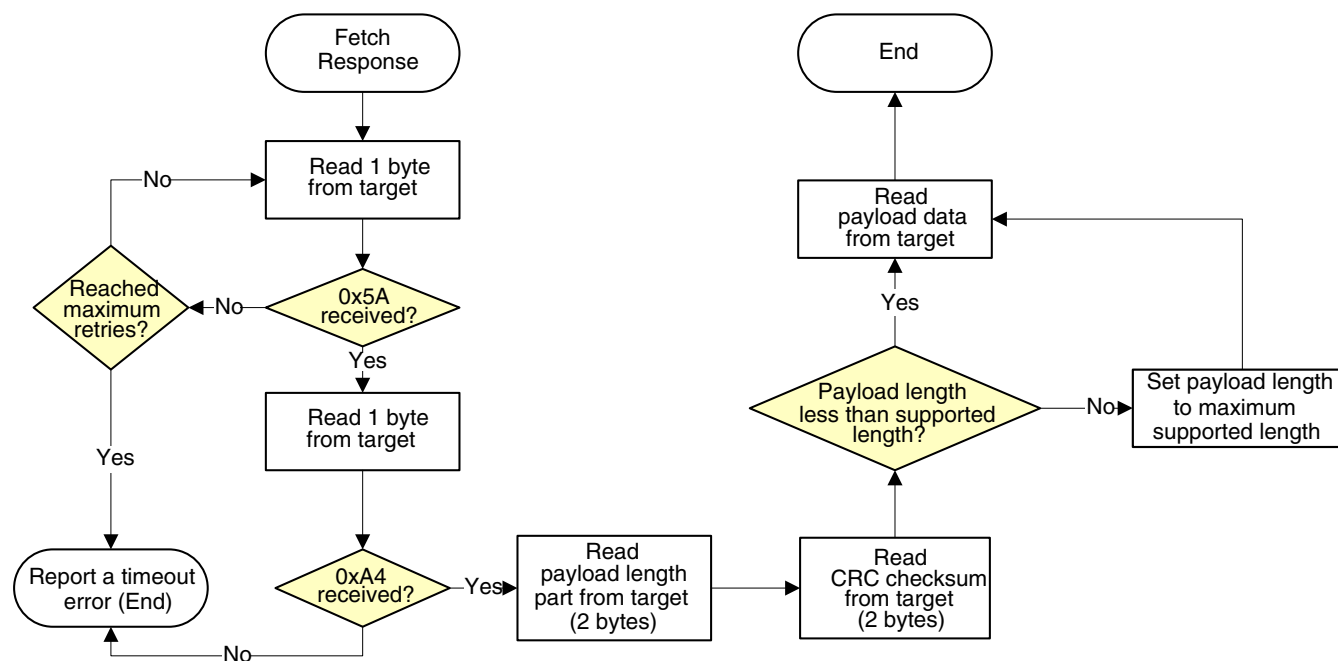 Fetch
Response
End
Read 1 byte
from target
No
Read
payload data
from target
Reached
maximum
retries?
No
0x5A
received?
Yes
Yes
Read 1 byte
from target
Payload length
less than supported
length?
No
Set payload length
to maximum
supported length
Yes
Report a timeout
error (End)
0xA4
received?
Yes
Read
payload length
part from target
(2 bytes)
Read
CRC checksum
from target
(2 bytes)
No